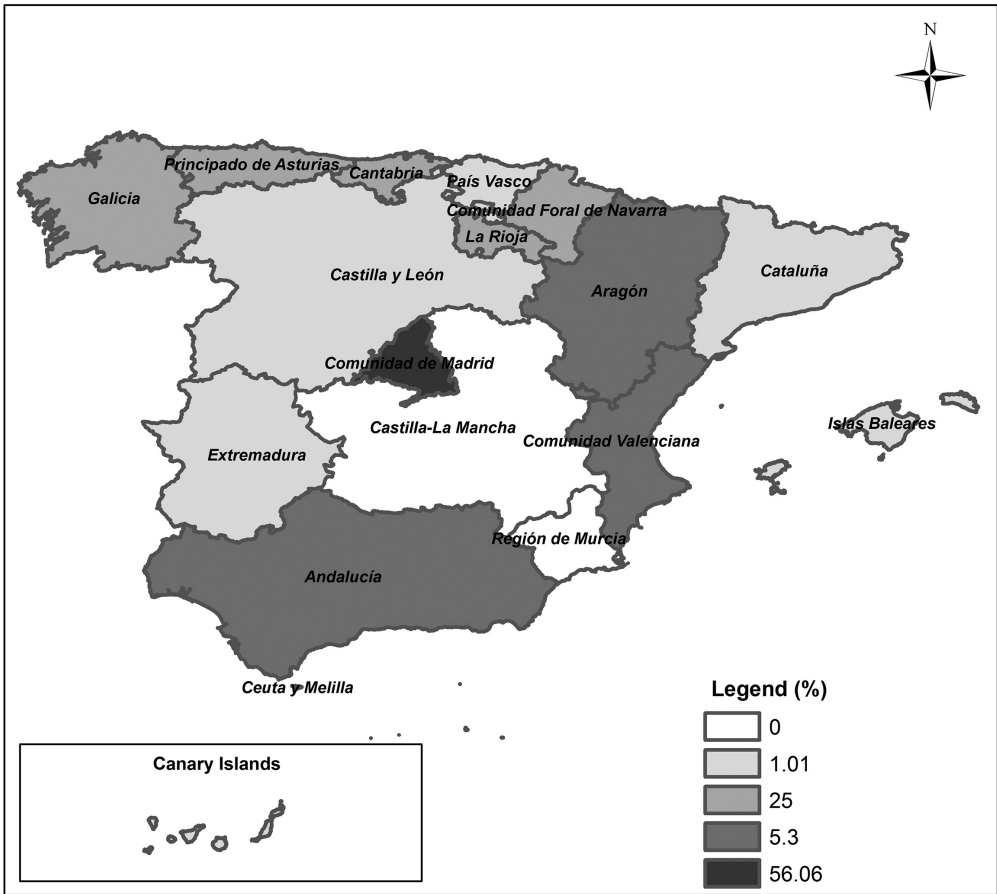 N
Principado de Asturias
Cantabria
País Vasco
Galicia
Comunidad Foral de Navarra
La Rioja
Castilla y León
Cataluña
Aragón
Comunidad de Madrid
Islas Baleares
Castilla-La Mancha
Comunidad Valenciana
Extremadura
Región de Murcia
Andalucía
Ceuta y Melilla
Legend (%)
0
1.01
25
5.3
56.06
Canary Islands